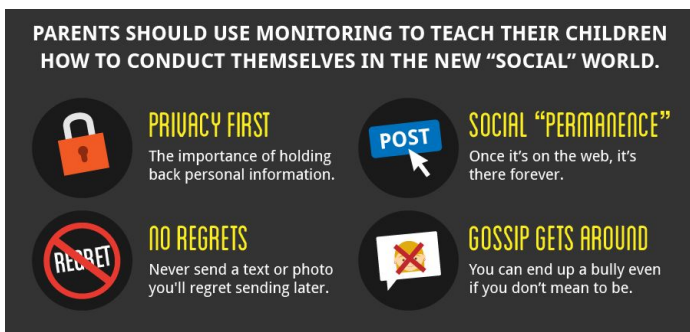 PARENTS SHOULD USE MONITORING TO TEACH THEIR CHILDREN
HOW TO CONDUCT THEMSELVES IN THE NEW “SOCIAL” WORLD.
PRIVACY FIRST
The importance of holding
back personal information.
POST
SOCIAL “PERMANENCE”
Once it’s on the web, it’s
there forever.
REGRET
NO REGRETS
Never send a text or photo
you'll regret sending later.
GOSSIP GETS AROUND
You can end up a bully even
if you don’t mean to be.